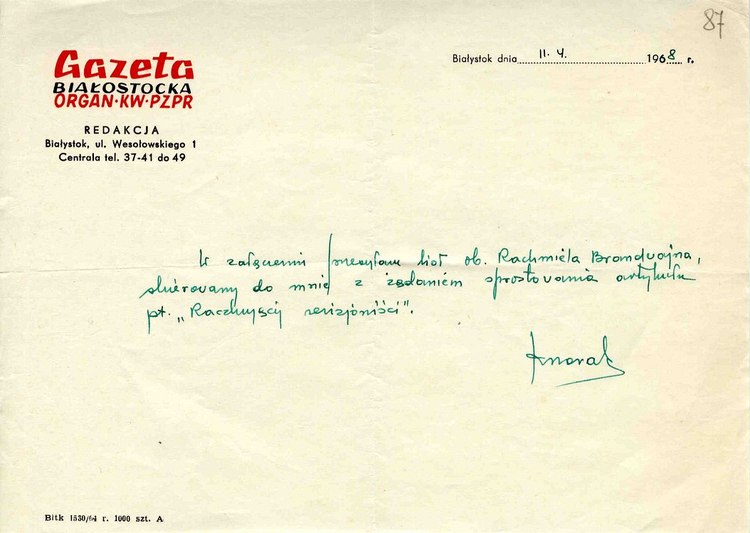 87
Białystok dnia 11. 4. 1968 r.
Gazeta
BIAŁOSTOCKA
ORGAN·KW·PZPR
REDAKCJA
Białystok, ul. Wesołowskiego 1
Centrala tel. 37-41 do 49
W załączeniu przesyłam list ob. Rachmiela Brandwajna,
skierowany do mnie z żądaniem sprostowania artykułu
pt. „Raczkujący rewizjoniści".
Bitk 1530/64 r. 1000 szt. A